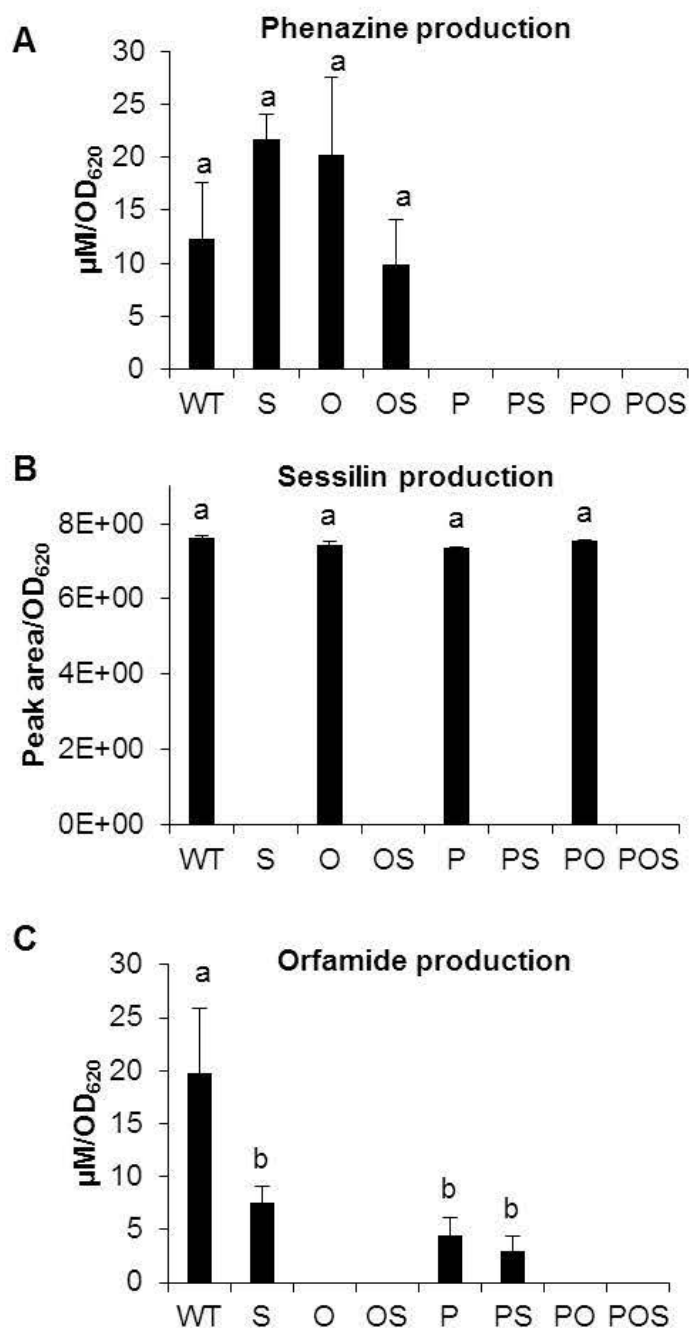 A
Phenazine production
30
25
20
15
10
5
0
µM/OD620
a
a
a
a
WT S O OS P PS PO POS
B
Sessilin production
8E+00
6E+00
4E+00
2E+00
0E+00
Peak area/OD620
a
a
a
a
WT S O OS P PS PO POS
C
Orfamide production
30
25
20
15
10
5
0
µM/OD620
a
b
b
b
WT S O OS P PS PO POS